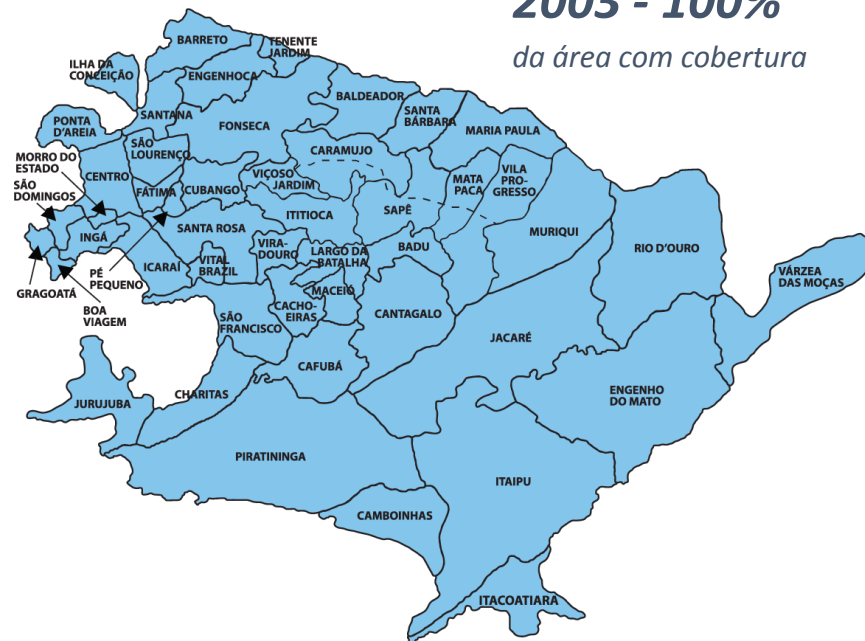 2003 - 100%
da área com cobertura
BARRETO
TENENTE
JARDIM
ILHA DA
CONCEIÇÃO
ENGENHOCA
BALDEADOR
SANTA
BÁRBARA
PONTA
D'AREIA
SANTANA
FONSECA
MARIA PAULA
SÃO
LOURENÇO
CARAMUJO
MORRO DO
ESTADO
CENTRO
VIÇOSO
JARDIM
MATA
PACA
VILA
PRO-
GRESSO
SÃO
DOMINGOS
FÁTIMA
CUBANGO
ITITIOCA
SAPÊ
SANTA ROSA
MURIQUI
INGÁ
VIRA-
DOURO
LARGO DA
BATALHA
BADU
RIO D'OURO
ICARAÍ
VITAL
BRAZIL
PÉ
PEQUENO
GRAGOATÁ
MACEIÓ
VÁRZEA
DAS MOÇAS
BOA
VIAGEM
SÃO
FRANCISCO
CACHO-
EIRAS
CANTAGALO
JACARÉ
CAFUBÁ
CHARITAS
JURUJUBA
ENGENHO
DO MATO
PIRATININGA
ITAIPU
CAMBOINHAS
ITACOATIARA